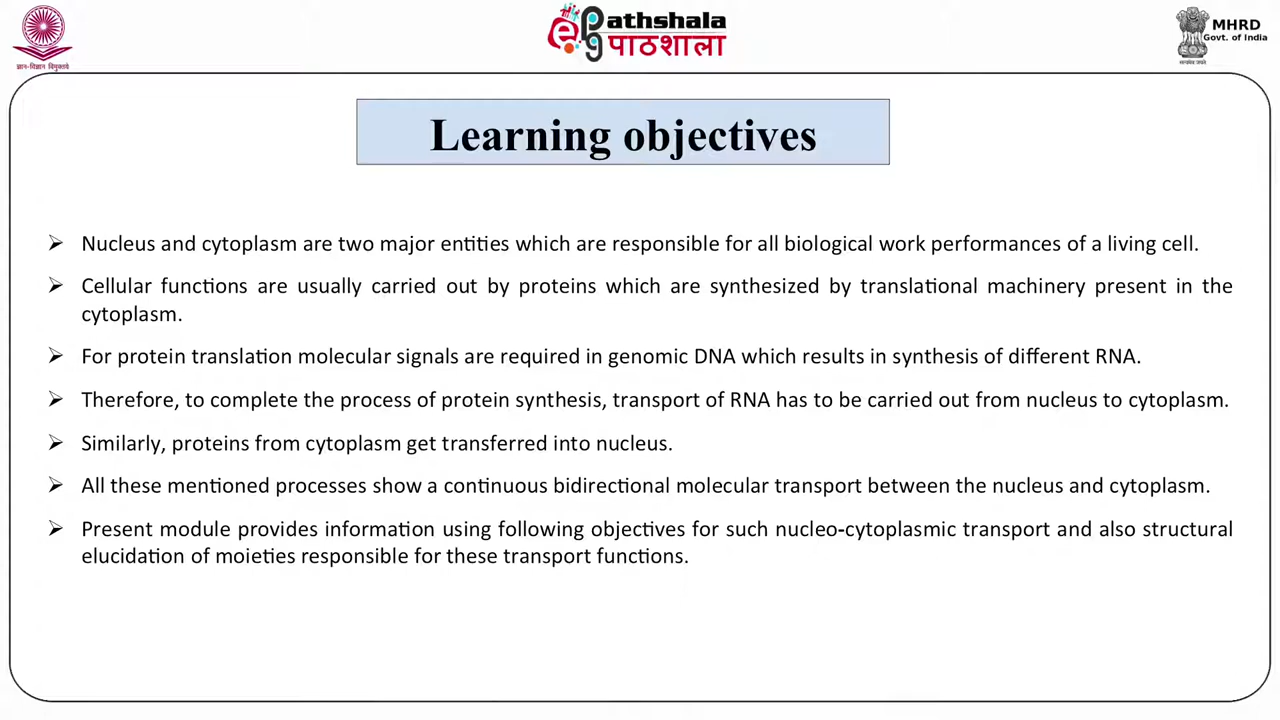 ज्ञान-विज्ञान विमुक्तये
ePathshala
पाठशाला
MHRD
Govt. of India
सत्यमेव जयते
Learning objectives
➢ Nucleus and cytoplasm are two major entities which are responsible for all biological work performances of a living cell.
➢ Cellular functions are usually carried out by proteins which are synthesized by translational machinery present in the
cytoplasm.
➢ For protein translation molecular signals are required in genomic DNA which results in synthesis of different RNA.
➢ Therefore, to complete the process of protein synthesis, transport of RNA has to be carried out from nucleus to cytoplasm.
➢ Similarly, proteins from cytoplasm get transferred into nucleus.
➢ All these mentioned processes show a continuous bidirectional molecular transport between the nucleus and cytoplasm.
➢ Present module provides information using following objectives for such nucleo-cytoplasmic transport and also structural
elucidation of moieties responsible for these transport functions.